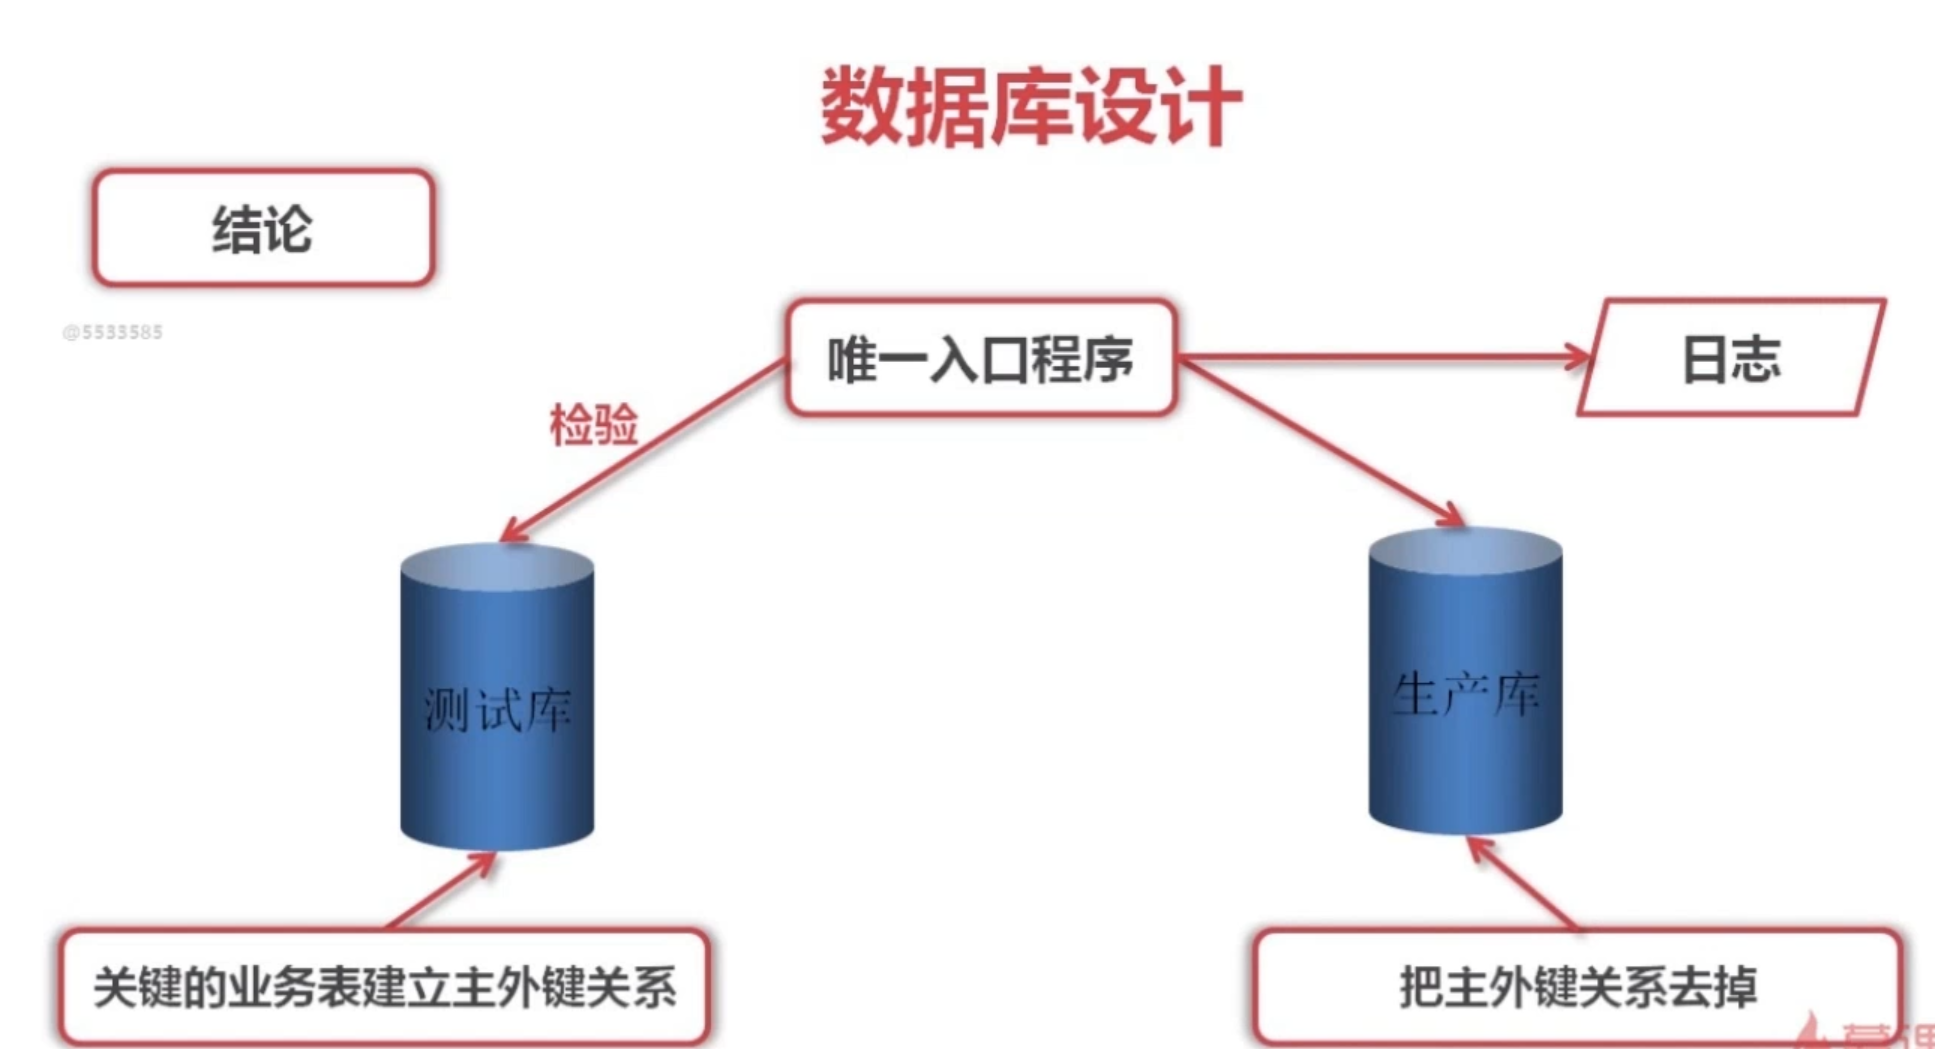 数据库设计
结论
@5533585
唯一入口程序
日志
检验
测试库
生产库
关键的业务表建立主外键关系
把主外键关系去掉